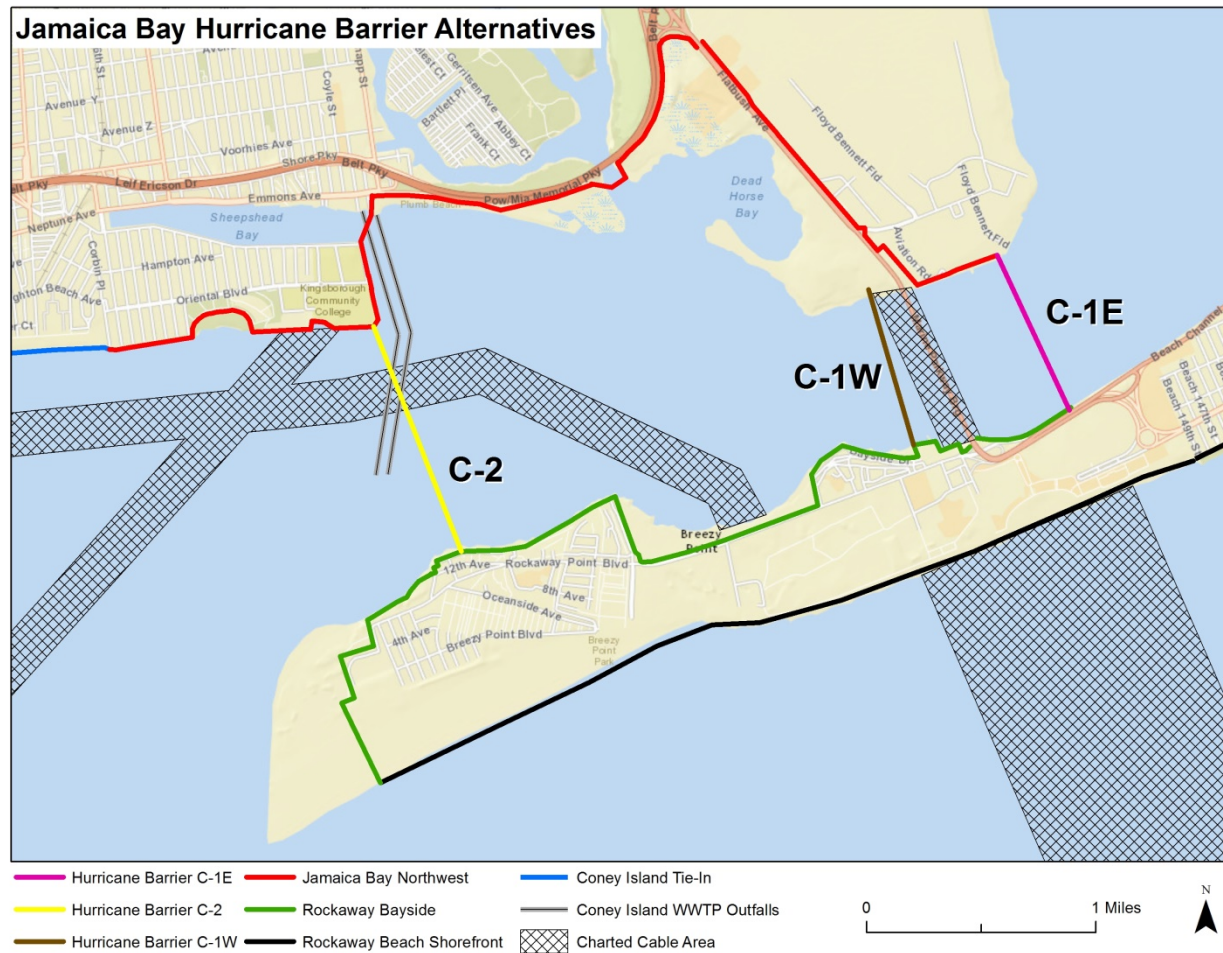 Jamaica Bay Hurricane Barrier Alternatives
Coyle St
Gerritsen Ave
Bartlett Pl
Abbey Ct
Frank Ct
Avenue Y
Avenue Z
Voorhies Ave
Shore Pky
Belt Pky
Belt Pky
Leif Ericson Dr
Emmons Ave
Neptune Ave
Pow/Mia Memorial Pky
Plumb Beach
Flatbush Ave
Floyd Bennett Fld
Floyd Bennett Fld
Dead
Horse
Bay
Sheepshead
Bay
Corbin Pl
Hampton Ave
Oriental Blvd
Kingsborough
Community
College
Aviation Rd
C-1E
C-1W
C-2
Beach Channel
Beach 147th St
Beach 149th St
Bayside Dr
Breezy
Point
12th Ave
Rockaway Point Blvd
8th Ave
Oceanside Ave
4th Ave
Breezy Point Blvd
Breezy
Point
Park
Hurricane Barrier C-1E
Jamaica Bay Northwest
Coney Island Tie-In
Hurricane Barrier C-2
Rockaway Bayside
Coney Island WWTP Outfalls
Hurricane Barrier C-1W
Rockaway Beach Shorefront
Charted Cable Area
0 1 Miles
N